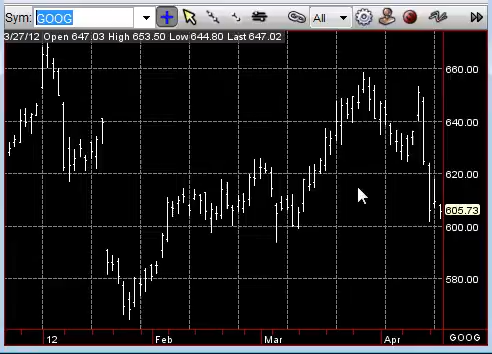 Sym: GOOG All
3/27/12 Open 647.03 High 653.50 Low 644.80 Last 647.02
660.00
640.00
620.00
605.73
600.00
580.00
12 Feb Mar Apr GOOG